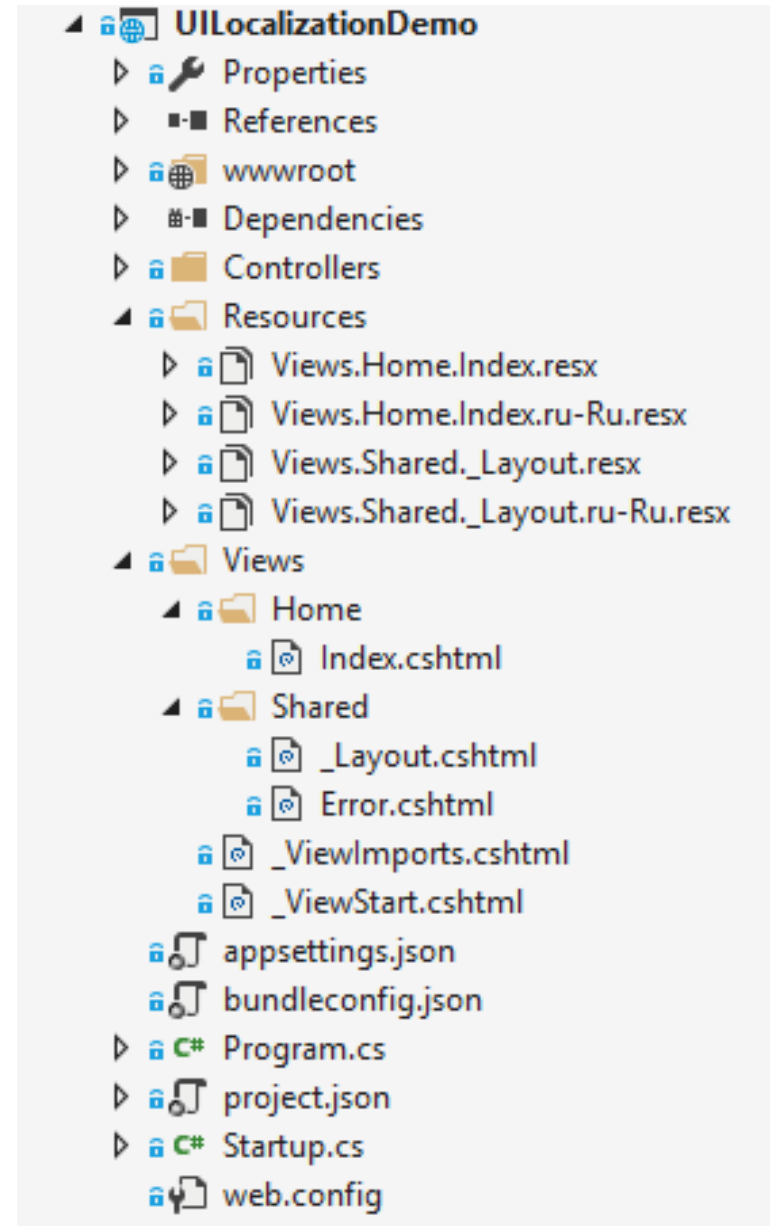 UILocalizationDemo
Properties
References
wwwroot
Dependencies
Controllers
Resources
Views.Home.Index.resx
Views.Home.Index.ru-Ru.resx
Views.Shared._Layout.resx
Views.Shared._Layout.ru-Ru.resx
Views
Home
Index.cshtml
Shared
_Layout.cshtml
Error.cshtml
_ViewImports.cshtml
_ViewStart.cshtml
appsettings.json
bundleconfig.json
C# Program.cs
project.json
C# Startup.cs
web.config